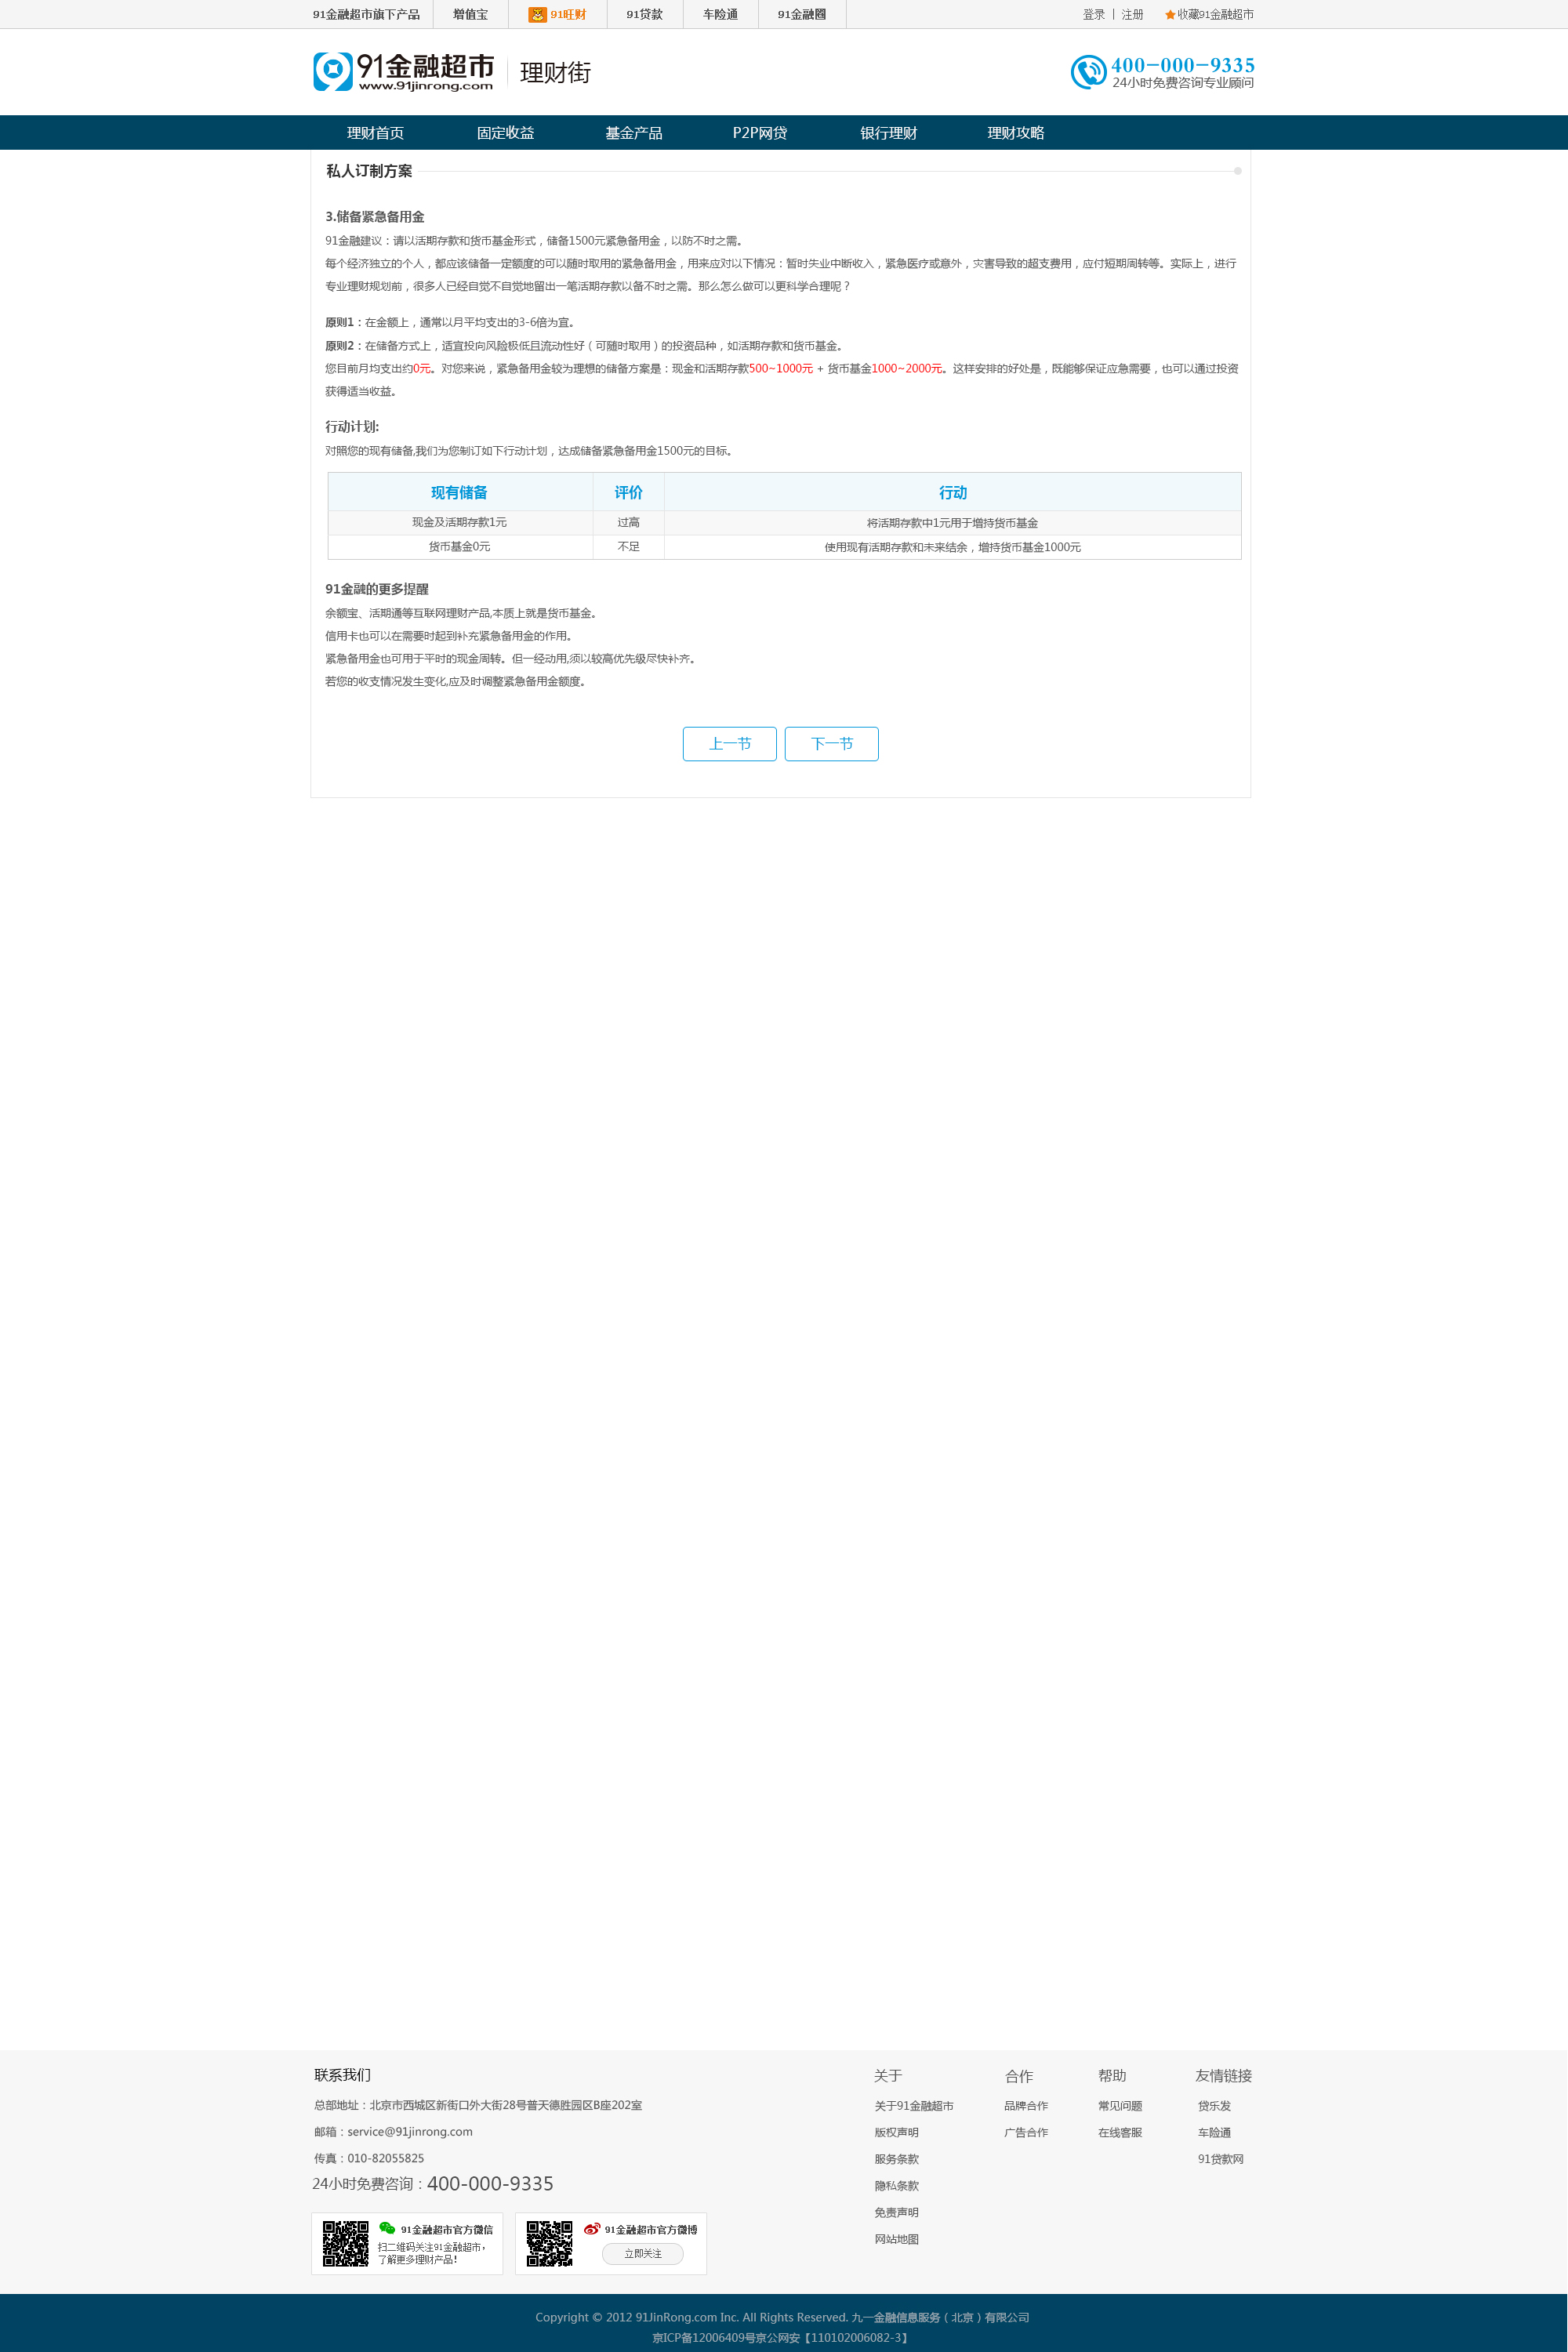 91金融超市旗下产品 增值宝 91旺财 91贷款 车险通 91金融圈 登录 | 注册 收藏91金融超市
91金融超市 理财街 400-000-9335
www.91jinrong.com 24小时免费咨询专业顾问
理财首页 固定收益 基金产品 P2P网贷 银行理财 理财攻略
私人订制方案
3.储备紧急备用金
91金融建议：请以活期存款和货币基金形式，储备1500元紧急备用金，以防不时之需。
每个经济独立的个人，都应该储备一定额度的可以随时取用的紧急备用金，用来应对以下情况：暂时失业中断收入，紧急医疗或意外，灾害导致的超支费用，应付短期周转等。实际上，进行
专业理财规划前，很多人已经自觉不自觉地留出一笔活期存款以备不时之需。那么怎么做可以更科学合理呢？
原则1：在金额上，通常以月平均支出的3-6倍为宜。
原则2：在储备方式上，适宜投向风险极低且流动性好（可随时取用）的投资品种，如活期存款和货币基金。
您目前月均支出约0元。对您来说，紧急备用金较为理想的储备方案是：现金和活期存款500~1000元 + 货币基金1000~2000元。这样安排的好处是，既能够保证应急需要，也可以通过投资
获得适当收益。
行动计划:
对照您的现有储备,我们为您制订如下行动计划，达成储备紧急备用金1500元的目标。
现有储备 评价 行动
现金及活期存款1元 过高 将活期存款中1元用于增持货币基金
货币基金0元 不足 使用现有活期存款和未来结余，增持货币基金1000元
91金融的更多提醒
余额宝、活期通等互联网理财产品,本质上就是货币基金。
信用卡也可以在需要时起到补充紧急备用金的作用。
紧急备用金也可用于平时的现金周转。但一经动用,须以较高优先级尽快补齐。
若您的收支情况发生变化,应及时调整紧急备用金额度。
上一节 下一节
联系我们 关于 合作 帮助 友情链接
总部地址：北京市西城区新街口外大街28号普天德胜园区B座202室 关于91金融超市 品牌合作 常见问题 贷乐发
邮箱：service@91jinrong.com 版权声明 广告合作 在线客服 车险通
传真：010-82055825 服务条款 91贷款网
24小时免费咨询：400-000-9335 隐私条款
免责声明
91金融超市官方微信 91金融超市官方微博 网站地图
扫二维码关注91金融超市， 立即关注
了解更多理财产品！
Copyright © 2012 91JinRong.com Inc. All Rights Reserved. 九一金融信息服务（北京）有限公司
京ICP备12006409号京公网安【110102006082-3】